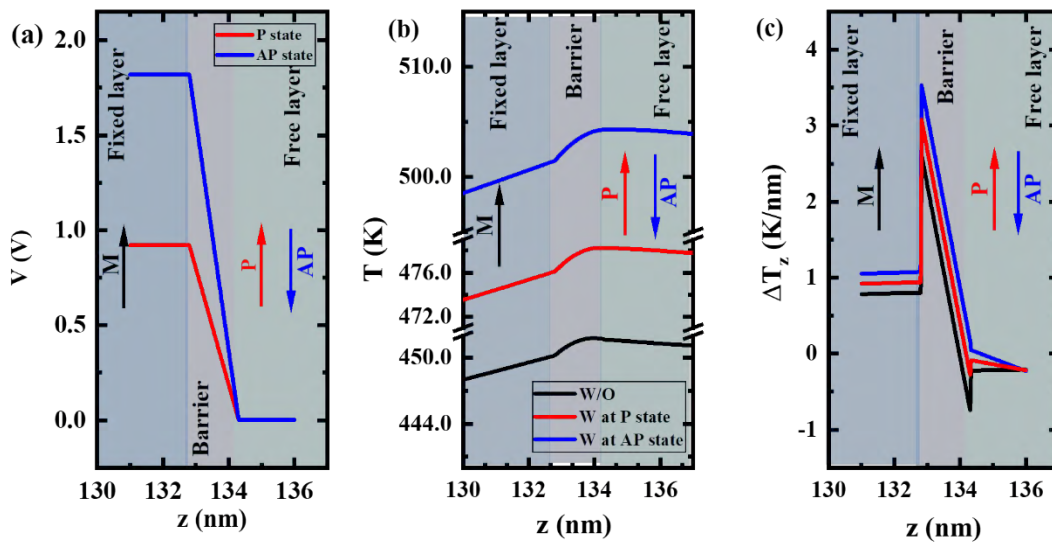 (a)
2.0
1.5
1.0
0.5
0.0
V (V)
P state
AP state
Fixed layer
Barrier
Free layer
M
P
AP
130 132 134 136
z (nm)
(b)
510.0
500.0
476.0
472.0
450.0
444.0
T (K)
Fixed layer
Barrier
Free layer
M
P
AP
W/O
W at P state
W at AP state
130 132 134 136
z (nm)
(c)
4
3
2
1
0
-1
ΔTz (K/nm)
Fixed layer
Barrier
Free layer
M
P
AP
130 132 134 136
z (nm)